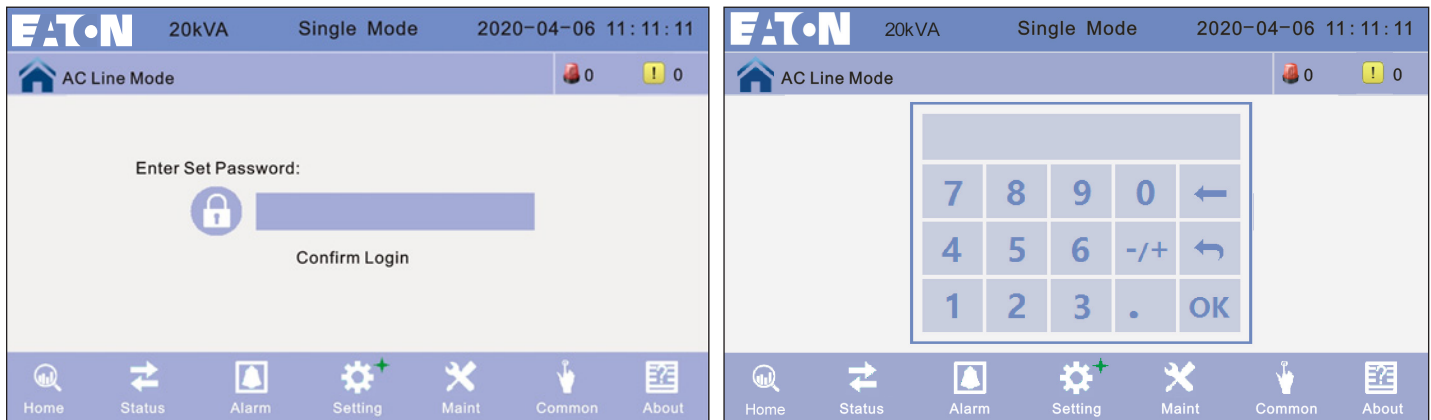 EATON 20kVA Single Mode 2020-04-06 11:11:11
AC Line Mode 0 ! 0
Enter Set Password:
Confirm Login
Home Status Alarm Setting Maint Common About
EATON 20kVA Single Mode 2020-04-06 11:11:11
AC Line Mode 0 ! 0
7 8 9 0 ←
4 5 6 -/+ ↩
1 2 3 . OK
Home Status Alarm Setting Maint Common About